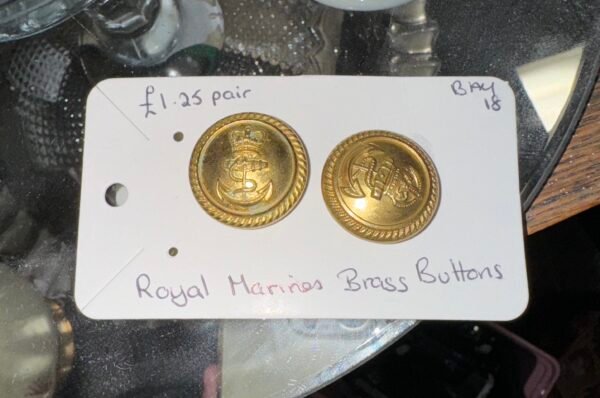 £1.25 pair
BAY
18
Royal Marines Brass Buttons